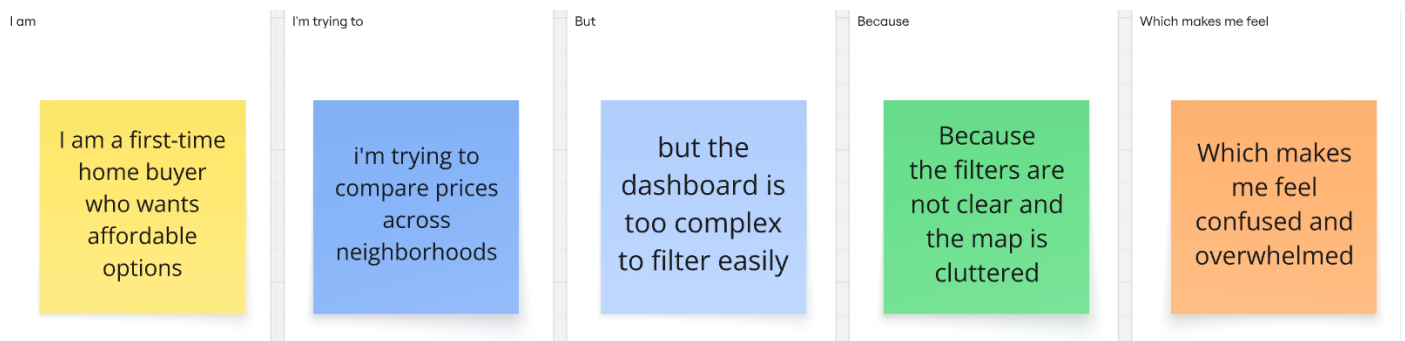 I am
I'm trying to
But
Because
Which makes me feel
I am a first-time
home buyer
who wants
affordable
options
i'm trying to
compare prices
across
neighborhoods
but the
dashboard is
too complex
to filter easily
Because
the filters are
not clear and
the map is
cluttered
Which makes
me feel
confused and
overwhelmed